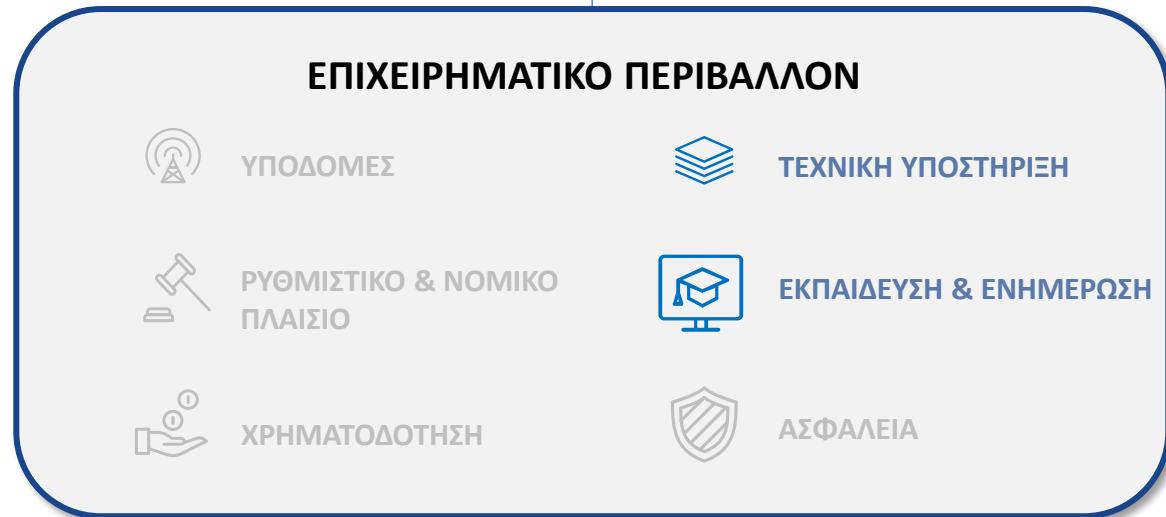 ΕΠΙΧΕΙΡΗΜΑΤΙΚΟ ΠΕΡΙΒΑΛΛΟΝ
ΥΠΟΔΟΜΕΣ
ΡΥΘΜΙΣΤΙΚΟ & ΝΟΜΙΚΟ
ΠΛΑΙΣΙΟ
ΧΡΗΜΑΤΟΔΟΤΗΣΗ
ΤΕΧΝΙΚΗ ΥΠΟΣΤΗΡΙΞΗ
ΕΚΠΑΙΔΕΥΣΗ & ΕΝΗΜΕΡΩΣΗ
ΑΣΦΑΛΕΙΑ